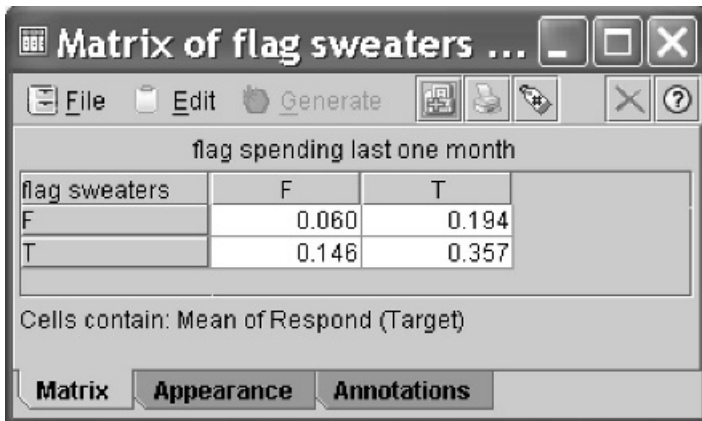 Matrix of flag sweaters ...
File Edit Generate
flag spending last one month
flag sweaters F T
F 0.060 0.194
T 0.146 0.357
Cells contain: Mean of Respond (Target)
Matrix Appearance Annotations